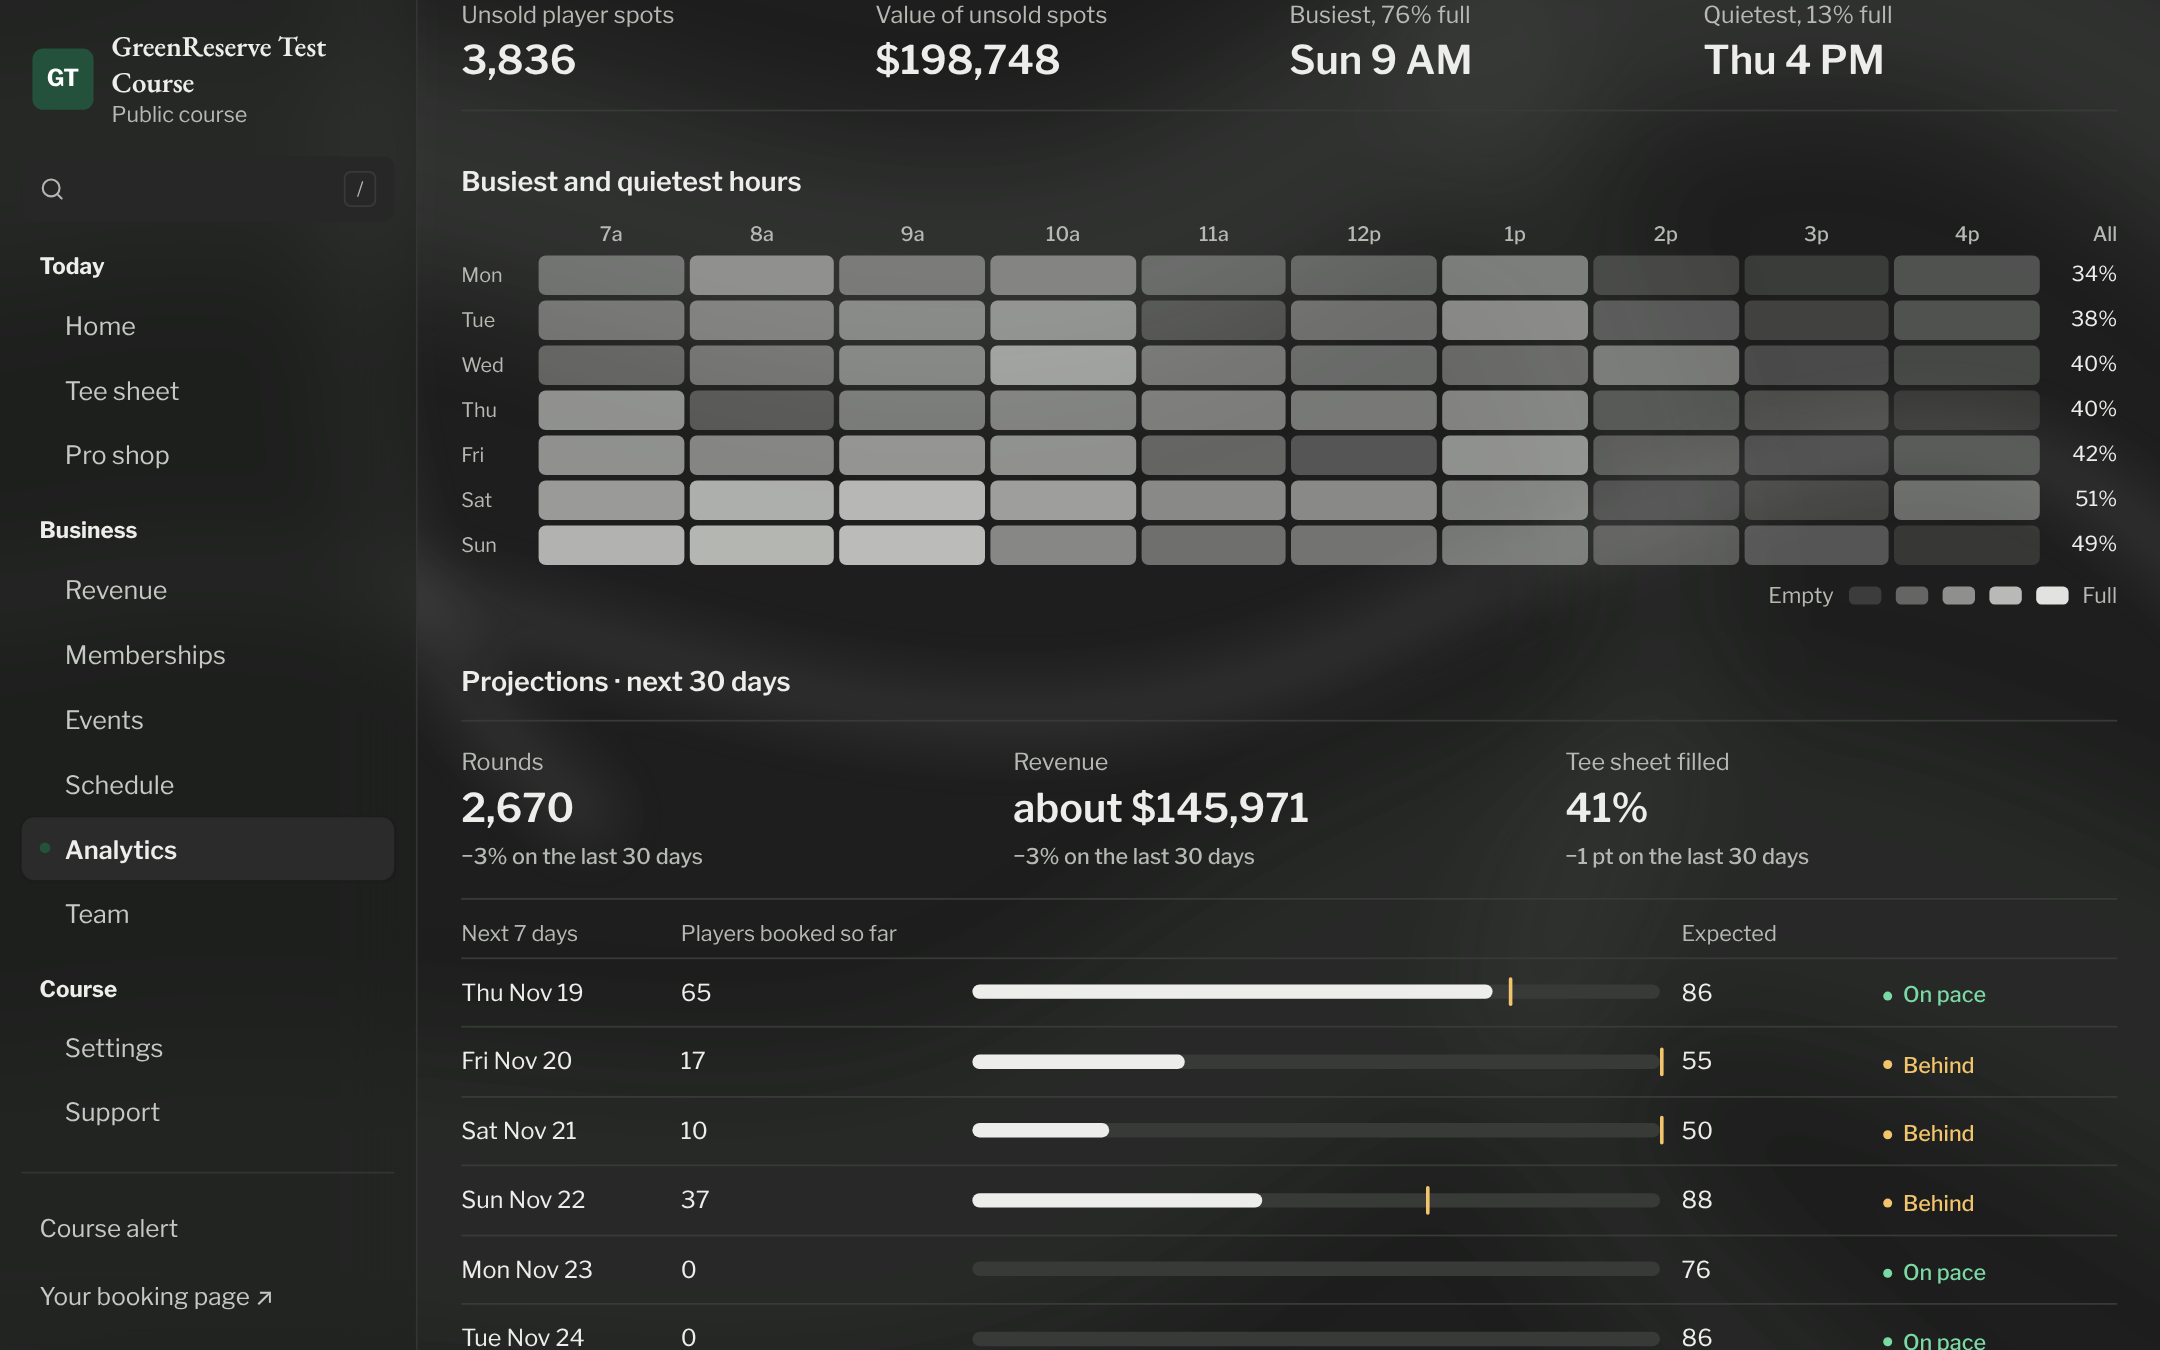 GreenReserve Test
Course
GT
Public course
/
Today
Home
Tee sheet
Pro shop
Business
Revenue
Memberships
Events
Schedule
Analytics
Team
Course
Settings
Support
Course alert
Your booking page ↗
Unsold player spots
3,836
Value of unsold spots
$198,748
Busiest, 76% full
Sun 9 AM
Quietest, 13% full
Thu 4 PM
Busiest and quietest hours
7a 8a 9a 10a 11a 12p 1p 2p 3p 4p All
Mon 34%
Tue 38%
Wed 40%
Thu 40%
Fri 42%
Sat 51%
Sun 49%
Empty Full
Projections · next 30 days
Rounds
2,670
−3% on the last 30 days
Revenue
about $145,971
−3% on the last 30 days
Tee sheet filled
41%
−1 pt on the last 30 days
Next 7 days Players booked so far Expected
Thu Nov 19 65 86 On pace
Fri Nov 20 17 55 Behind
Sat Nov 21 10 50 Behind
Sun Nov 22 37 88 Behind
Mon Nov 23 0 76 On pace
Tue Nov 24 0 86 On pace